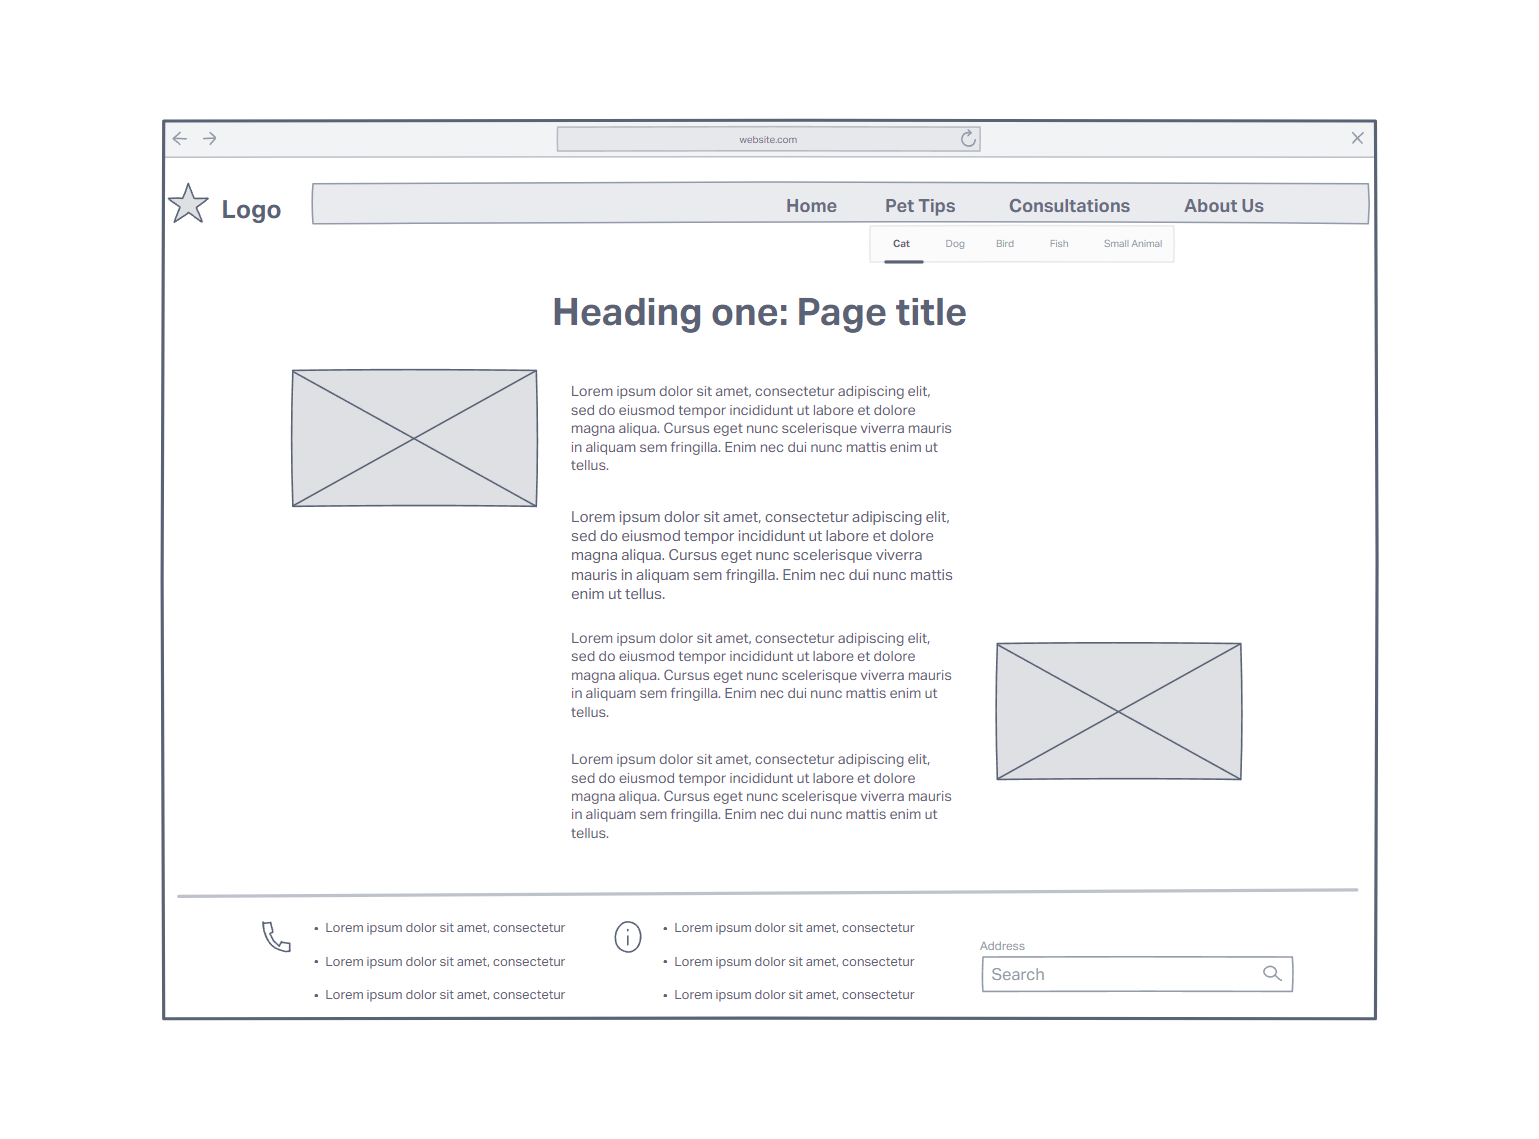 website.com
Logo
Home Pet Tips Consultations About Us
Cat Dog Bird Fish Small Animal
Heading one: Page title
Lorem ipsum dolor sit amet, consectetur adipiscing elit,
sed do eiusmod tempor incididunt ut labore et dolore
magna aliqua. Cursus eget nunc scelerisque viverra mauris
in aliquam sem fringilla. Enim nec dui nunc mattis enim ut
tellus.
Lorem ipsum dolor sit amet, consectetur adipiscing elit,
sed do eiusmod tempor incididunt ut labore et dolore
magna aliqua. Cursus eget nunc scelerisque viverra
mauris in aliquam sem fringilla. Enim nec dui nunc mattis
enim ut tellus.
Lorem ipsum dolor sit amet, consectetur adipiscing elit,
sed do eiusmod tempor incididunt ut labore et dolore
magna aliqua. Cursus eget nunc scelerisque viverra mauris
in aliquam sem fringilla. Enim nec dui nunc mattis enim ut
tellus.
Lorem ipsum dolor sit amet, consectetur adipiscing elit,
sed do eiusmod tempor incididunt ut labore et dolore
magna aliqua. Cursus eget nunc scelerisque viverra mauris
in aliquam sem fringilla. Enim nec dui nunc mattis enim ut
tellus.
• Lorem ipsum dolor sit amet, consectetur
• Lorem ipsum dolor sit amet, consectetur
• Lorem ipsum dolor sit amet, consectetur
• Lorem ipsum dolor sit amet, consectetur
• Lorem ipsum dolor sit amet, consectetur
• Lorem ipsum dolor sit amet, consectetur
Address
Search